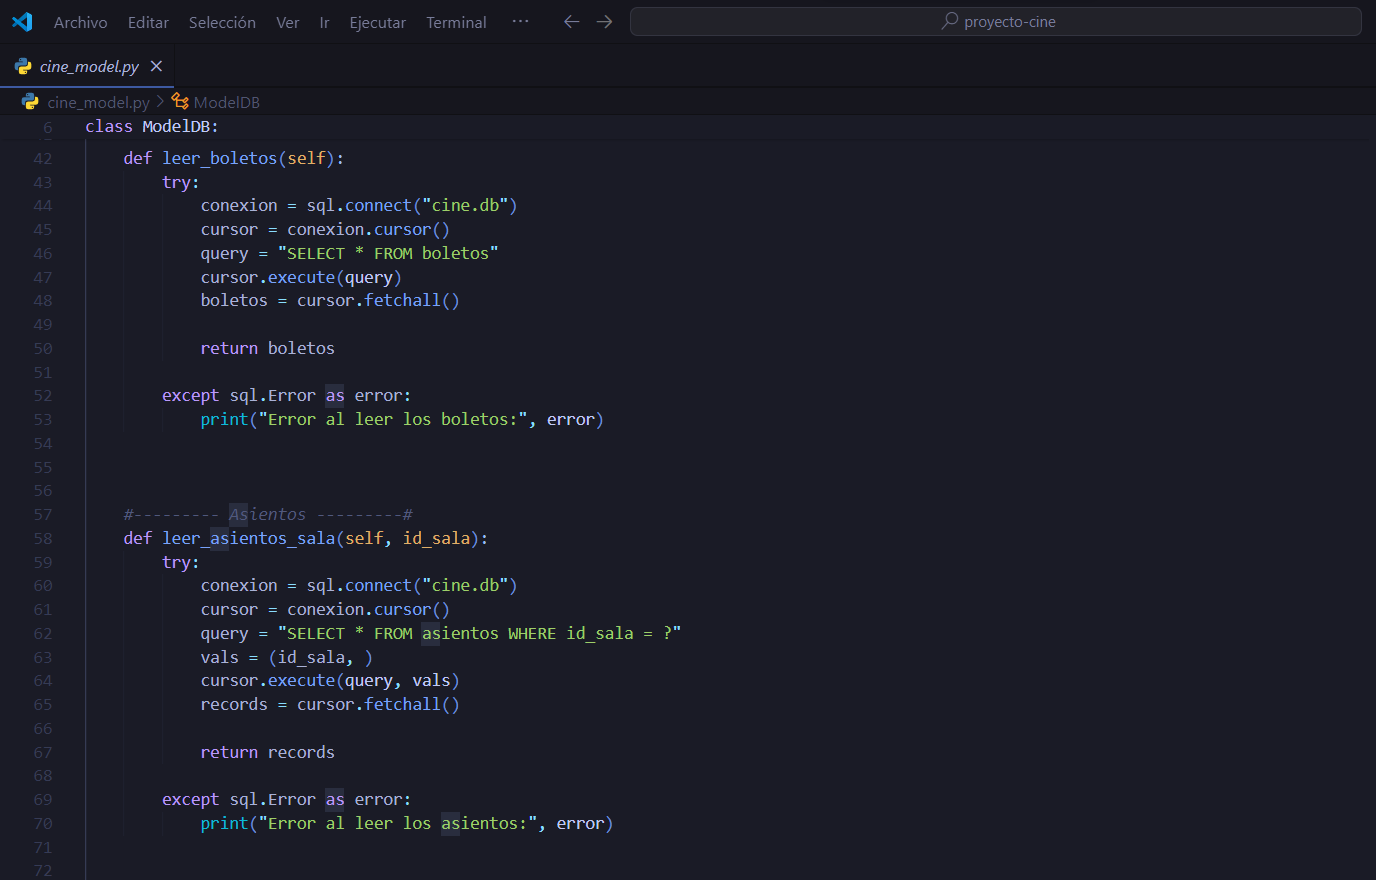 Archivo Editar Selección Ver Ir Ejecutar Terminal ··· proyecto-cine
cine_model.py
cine_model.py > ModelDB
6 class ModelDB:
42 def leer_boletos(self):
43 try:
44 conexion = sql.connect("cine.db")
45 cursor = conexion.cursor()
46 query = "SELECT * FROM boletos"
47 cursor.execute(query)
48 boletos = cursor.fetchall()
49
50 return boletos
51
52 except sql.Error as error:
53 print("Error al leer los boletos:", error)
54
55
56
57 #--------- Asientos ---------#
58 def leer_asientos_sala(self, id_sala):
59 try:
60 conexion = sql.connect("cine.db")
61 cursor = conexion.cursor()
62 query = "SELECT * FROM asientos WHERE id_sala = ?"
63 vals = (id_sala, )
64 cursor.execute(query, vals)
65 records = cursor.fetchall()
66
67 return records
68
69 except sql.Error as error:
70 print("Error al leer los asientos:", error)
71
72